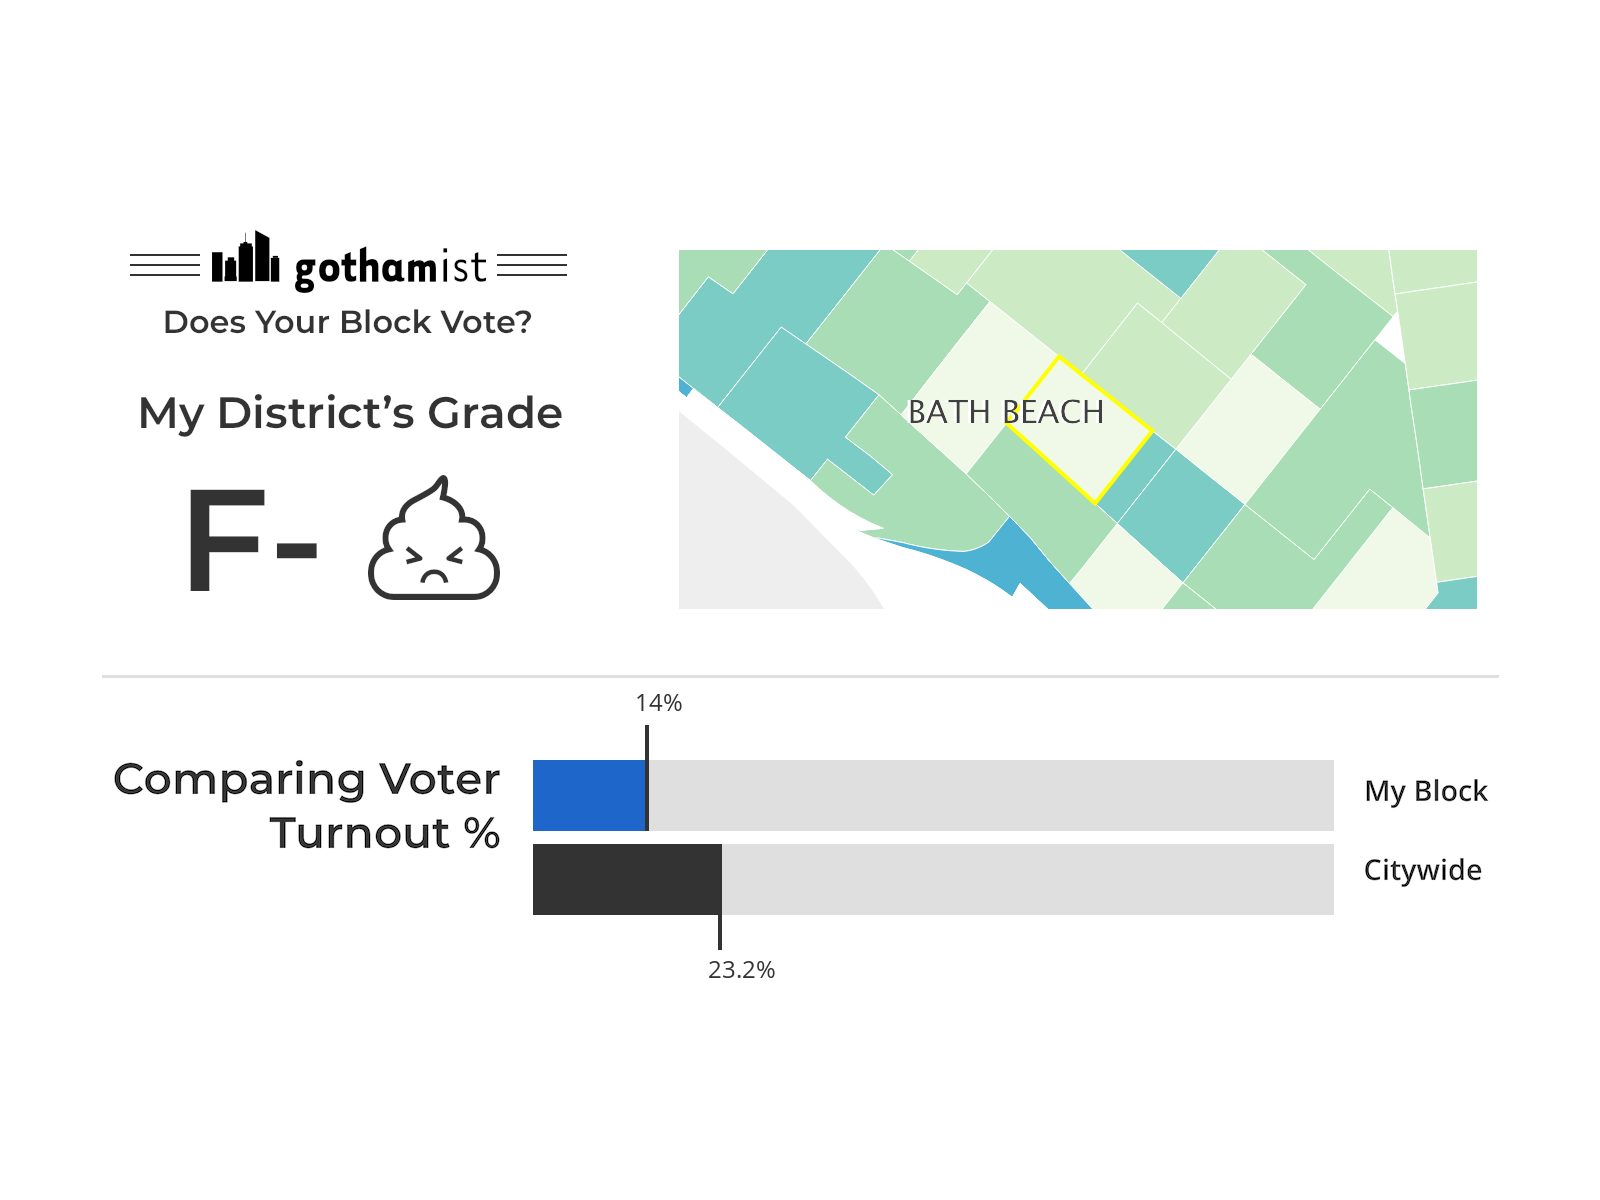 gothamist
Does Your Block Vote?
My District’s Grade
F-
BATH BEACH
14%
Comparing Voter
Turnout %
My Block
Citywide
23.2%